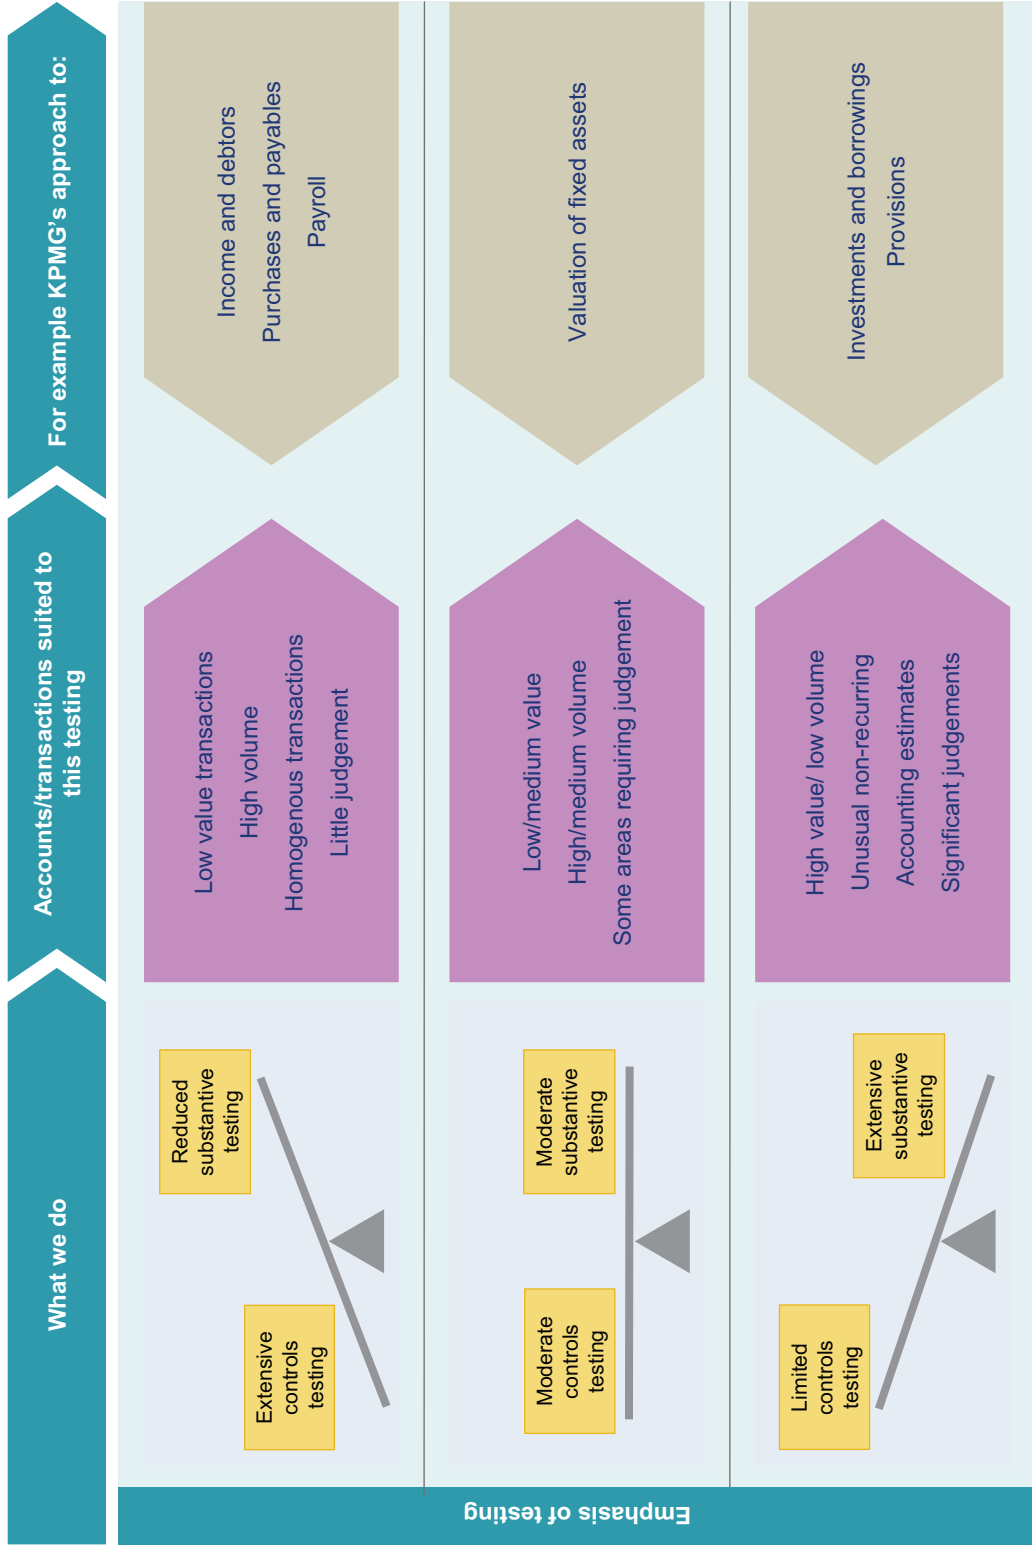 What we do
Accounts/transactions suited to
this testing
For example KPMG's approach to:
Emphasis of testing
Extensive
controls
testing
Reduced
substantive
testing
Low value transactions
High volume
Homogenous transactions
Little judgement
Income and debtors
Purchases and payables
Payroll
Moderate
controls
testing
Moderate
substantive
testing
Low/medium value
High/medium volume
Some areas requiring judgement
Valuation of fixed assets
Limited
controls
testing
Extensive
substantive
testing
High value/ low volume
Unusual non-recurring
Accounting estimates
Significant judgements
Investments and borrowings
Provisions